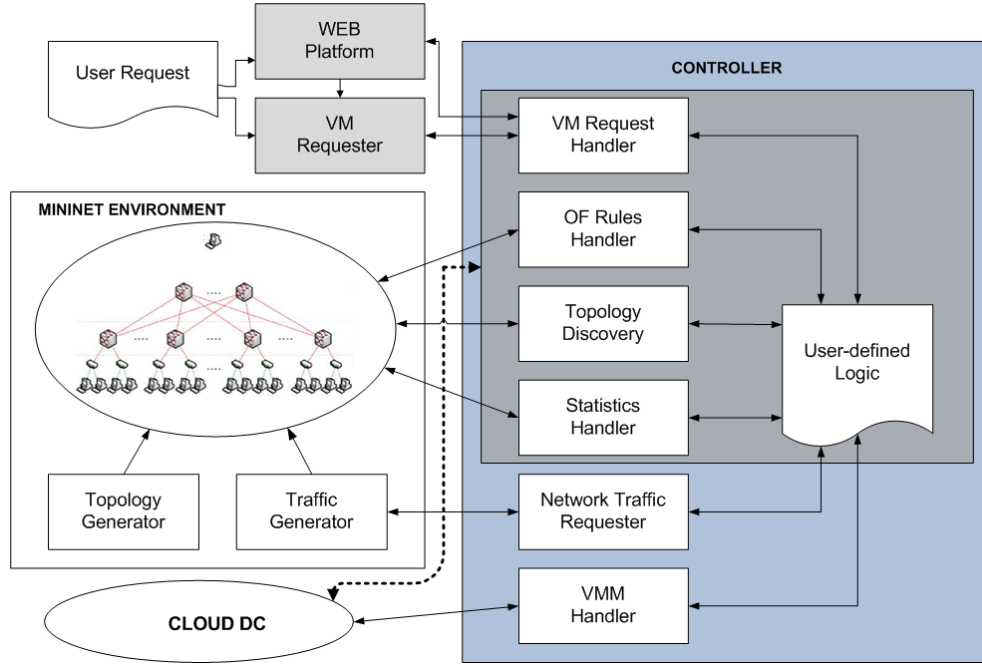 User Request
WEB
Platform
VM
Requester
CONTROLLER
VM Request
Handler
MININET ENVIRONMENT
OF Rules
Handler
Topology
Discovery
User-defined
Logic
Statistics
Handler
Topology
Generator
Traffic
Generator
Network Traffic
Requester
CLOUD DC
VMM
Handler